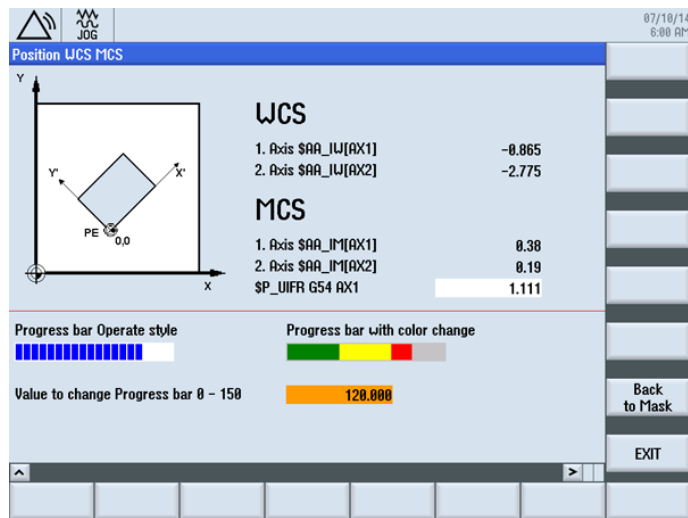 JOG
07/10/14
6:00 AM
Position WCS MCS
Y
Y'
X'
PE
0,0
X
WCS
1. Axis $AA_IW[AX1] -0.865
2. Axis $AA_IW[AX2] -2.775
MCS
1. Axis $AA_IM[AX1] 0.38
2. Axis $AA_IM[AX2] 0.19
$P_UIFR G54 AX1 1.111
Progress bar Operate style
Progress bar with color change
Value to change Progress bar 0 - 150 120.000
Back
to Mask
EXIT